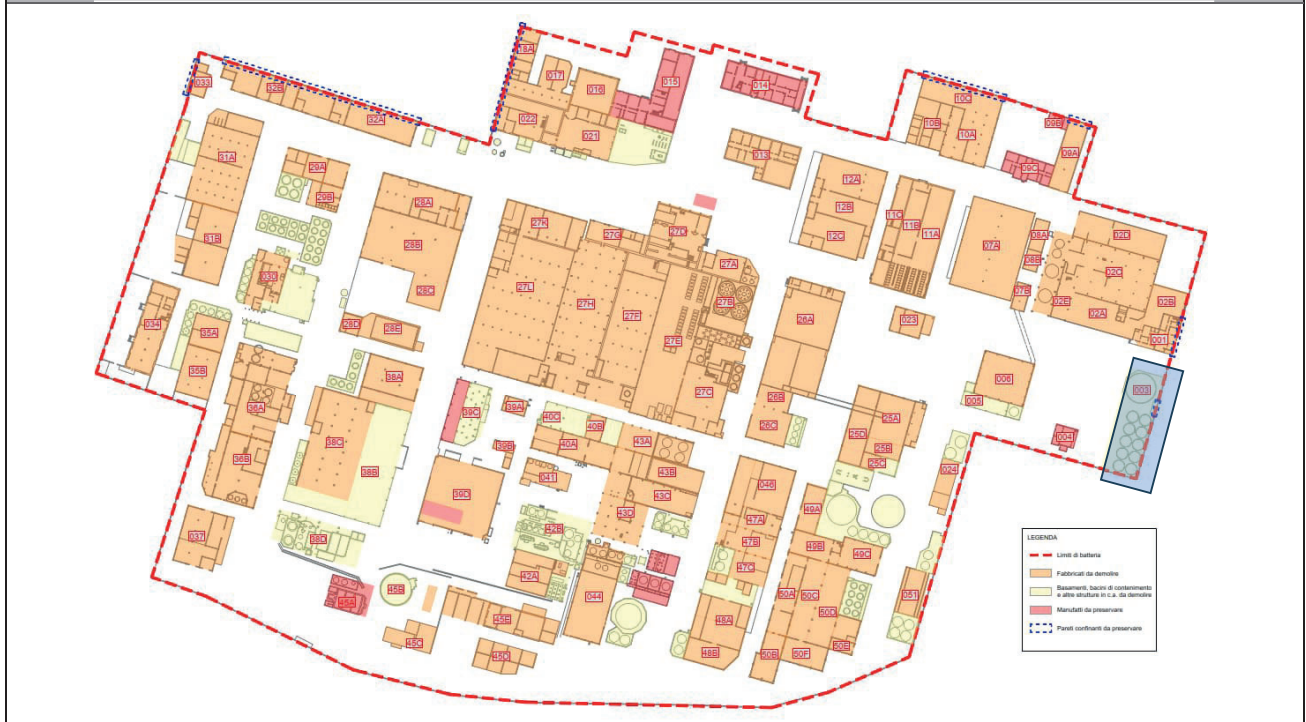 18A
017
016
015
014
033
32B
32A
022
021
10C
10B
10A
09B
09A
09C
013
31A
29A
29B
28A
12A
12B
12C
11C
11B
11A
07A
08A
08B
07B
02D
02C
02B
02E
02A
001
31B
28B
27K
27G
27D
27A
27B
030
28C
27L
27H
27F
27E
26A
023
034
35A
28D
28E
35B
38A
27C
006
005
003
36A
39C
39A
40C
40B
26B
26C
25A
25D
25B
25C
004
38C
40A
43A
39B
36B
38B
041
43B
43C
024
39D
046
43D
49A
47A
037
38D
42B
47B
49B
49C
47C
42A
46A
45B
044
50A
50C
50D
051
48A
45E
45C
45D
48B
50B
50F
50E
LEGENDA
Limiti di batteria
Fabbricati da demolire
Basamenti, bacini di contenimento
e altre strutture in c.a. da demolire
Manufatti da preservare
Pareti confinanti da preservare